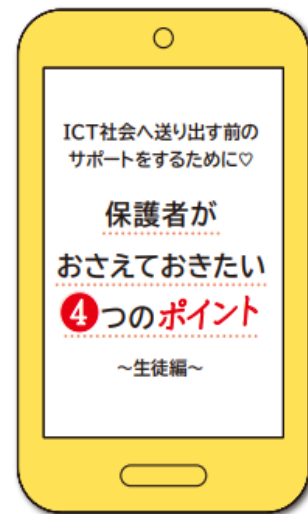 ICT社会へ送り出す前の
サポートをするために♡
保護者が
おさえておきたい
4つのポイント
~生徒編~